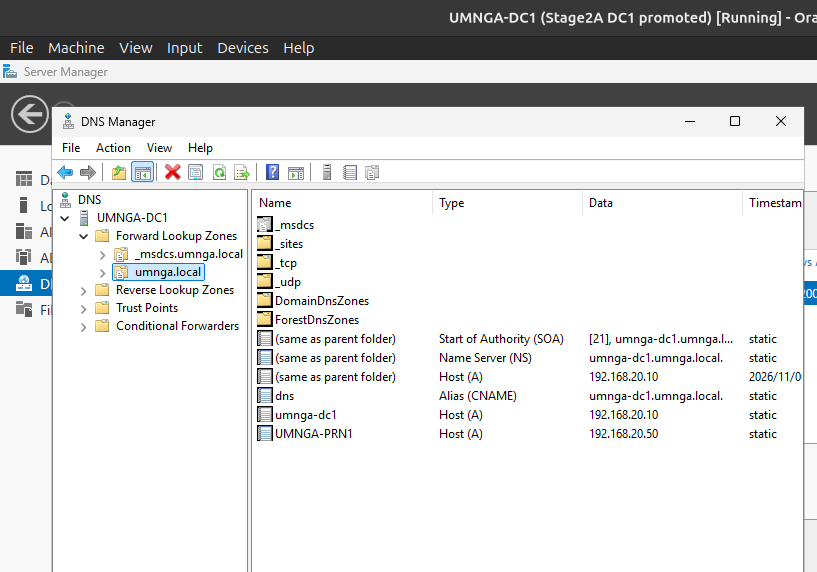 UMNGA-DC1 (Stage2A DC1 promoted) [Running] - Ora
File Machine View Input Devices Help
Server Manager
DNS Manager
File Action View Help
DNS
UMNGA-DC1
Forward Lookup Zones
_msdcs.umnga.local
umnga.local
Reverse Lookup Zones
Trust Points
Conditional Forwarders
Name Type Data Timestam
_msdcs
_sites
_tcp
_udp
DomainDnsZones
ForestDnsZones
(same as parent folder) Start of Authority (SOA) [21], umnga-dc1.umnga.l... static
(same as parent folder) Name Server (NS) umnga-dc1.umnga.local. static
(same as parent folder) Host (A) 192.168.20.10 2026/11/0
dns Alias (CNAME) umnga-dc1.umnga.local. static
umnga-dc1 Host (A) 192.168.20.10 static
UMNGA-PRN1 Host (A) 192.168.20.50 static